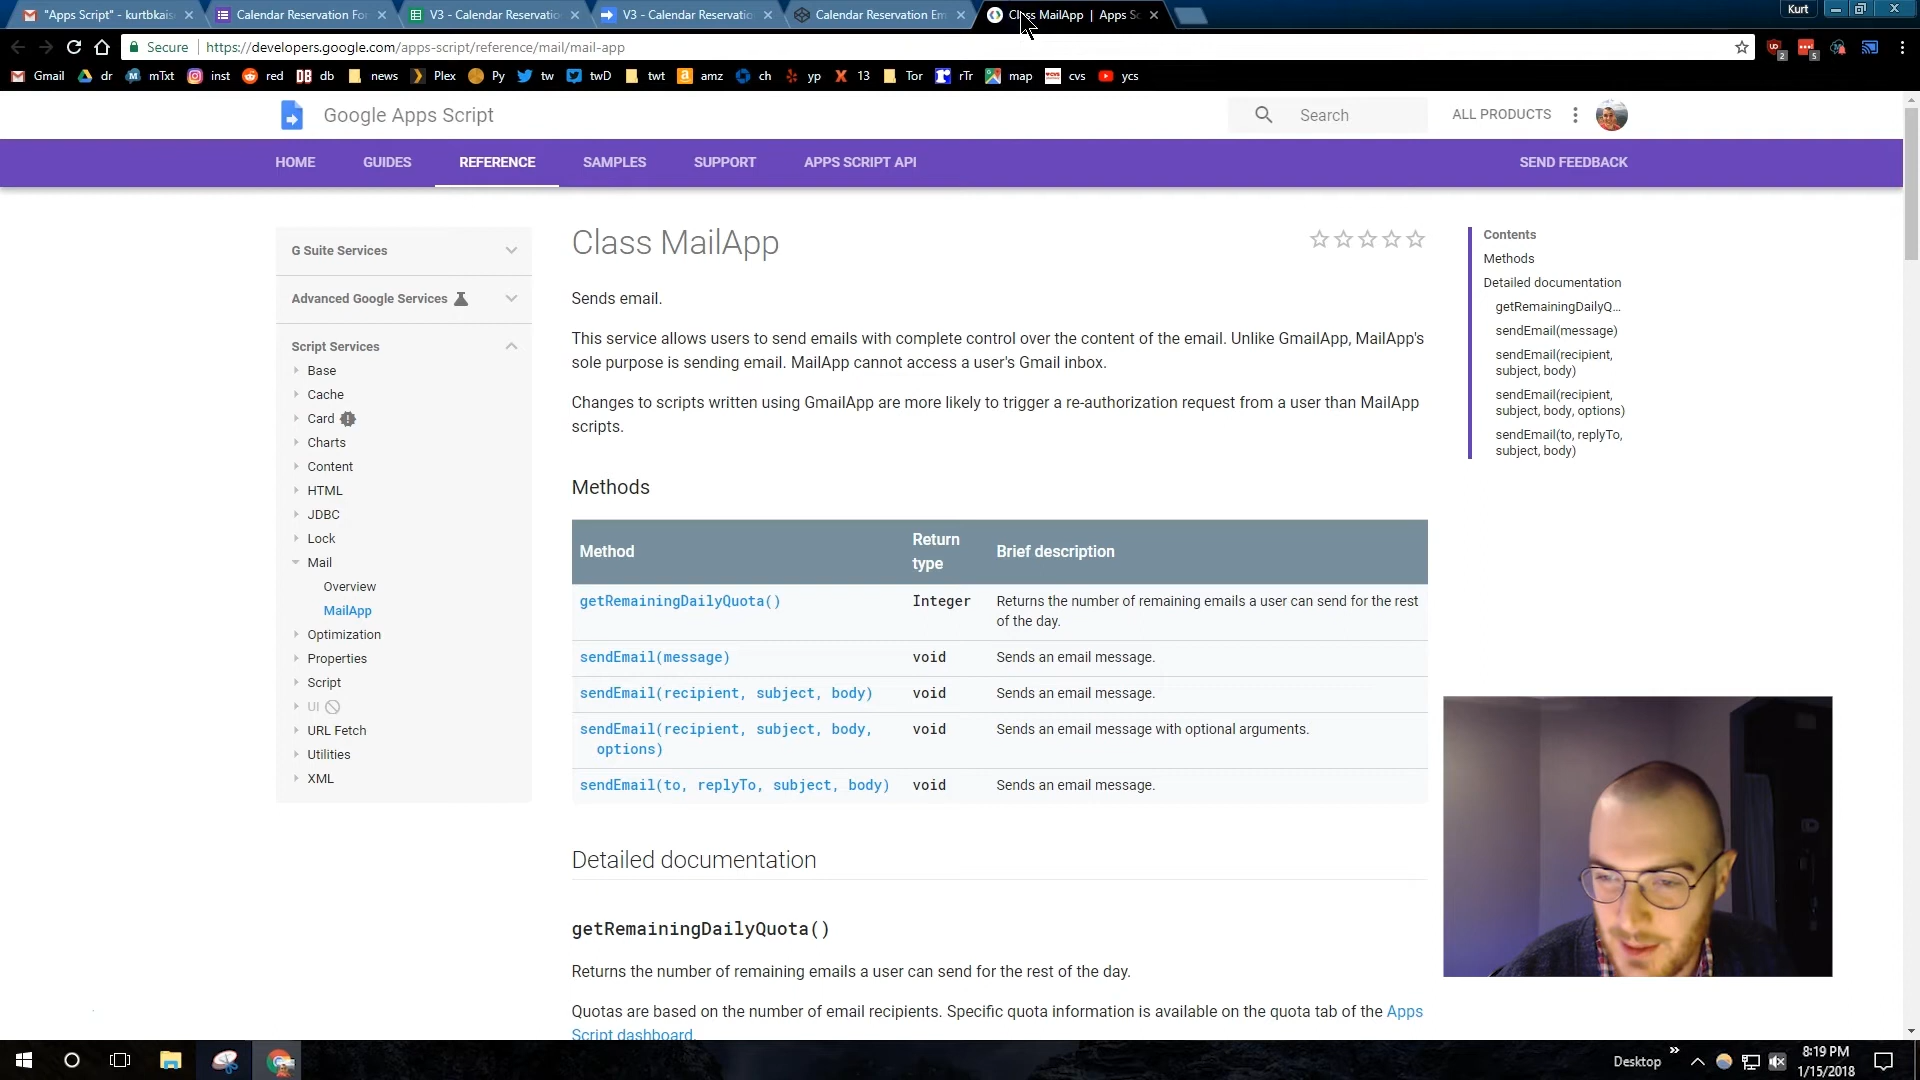 "Apps Script" - kurtbkais
Calendar Reservation For
V3 - Calendar Reservatio
V3 - Calendar Reservatio
Calendar Reservation Em
Class MailApp | Apps Sc
Kurt
Secure
https://developers.google.com/apps-script/reference/mail/mail-app
2
5
Gmail
dr
mTxt
inst
red
DB db
news
Plex
Py
tw
twD
twt
amz
ch
yp
X 13
Tor
rTr
map
cvs
ycs
Google Apps Script
Search
ALL PRODUCTS
HOME
GUIDES
REFERENCE
SAMPLES
SUPPORT
APPS SCRIPT API
SEND FEEDBACK
G Suite Services
Advanced Google Services
Script Services
Base
Cache
Card
Charts
Content
HTML
JDBC
Lock
Mail
Overview
MailApp
Optimization
Properties
Script
UI
URL Fetch
Utilities
XML
Class MailApp
Sends email.
This service allows users to send emails with complete control over the content of the email. Unlike GmailApp, MailApp's
sole purpose is sending email. MailApp cannot access a user's Gmail inbox.
Changes to scripts written using GmailApp are more likely to trigger a re-authorization request from a user than MailApp
scripts.
Methods
Method
Return
type
Brief description
getRemainingDailyQuota()
Integer
Returns the number of remaining emails a user can send for the rest
of the day.
sendEmail(message)
void
Sends an email message.
sendEmail(recipient, subject, body)
void
Sends an email message.
sendEmail(recipient, subject, body,
options)
void
Sends an email message with optional arguments.
sendEmail(to, replyTo, subject, body)
void
Sends an email message.
Detailed documentation
getRemainingDailyQuota()
Returns the number of remaining emails a user can send for the rest of the day.
Quotas are based on the number of email recipients. Specific quota information is available on the quota tab of the Apps
Script dashboard.
Contents
Methods
Detailed documentation
getRemainingDailyQ...
sendEmail(message)
sendEmail(recipient,
subject, body)
sendEmail(recipient,
subject, body, options)
sendEmail(to, replyTo,
subject, body)
Desktop
8:19 PM
1/15/2018